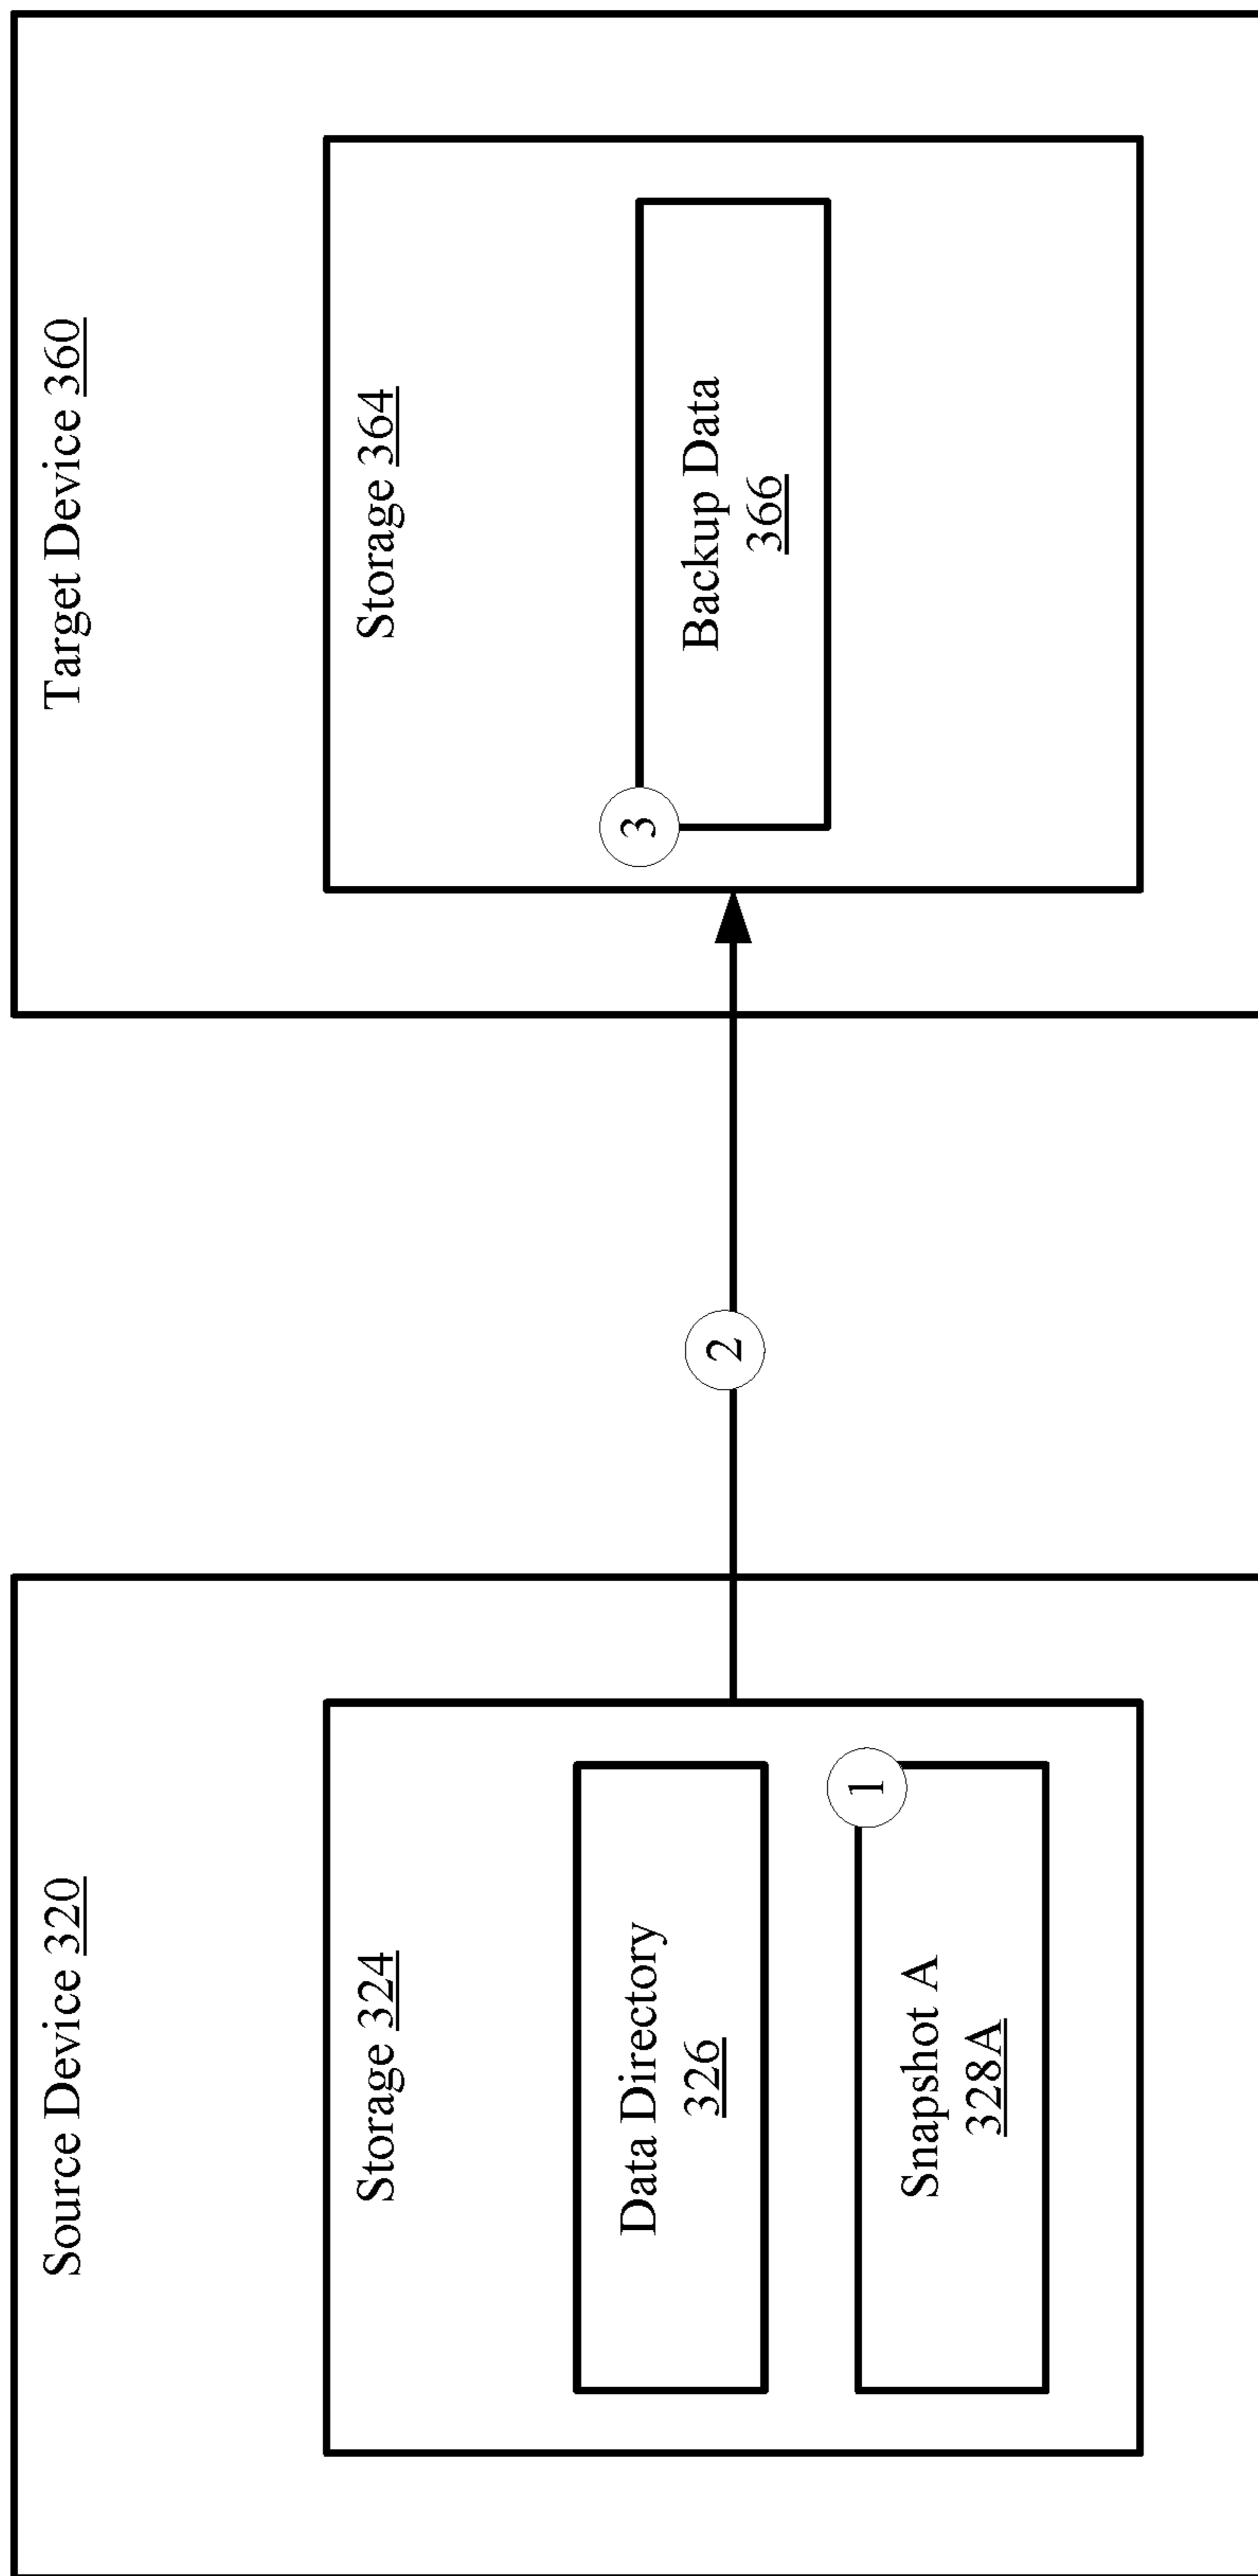 Source Device 320
Storage 324
Data Directory
326
Snapshot A
328A
1
2
Target Device 360
Storage 364
3
Backup Data
366